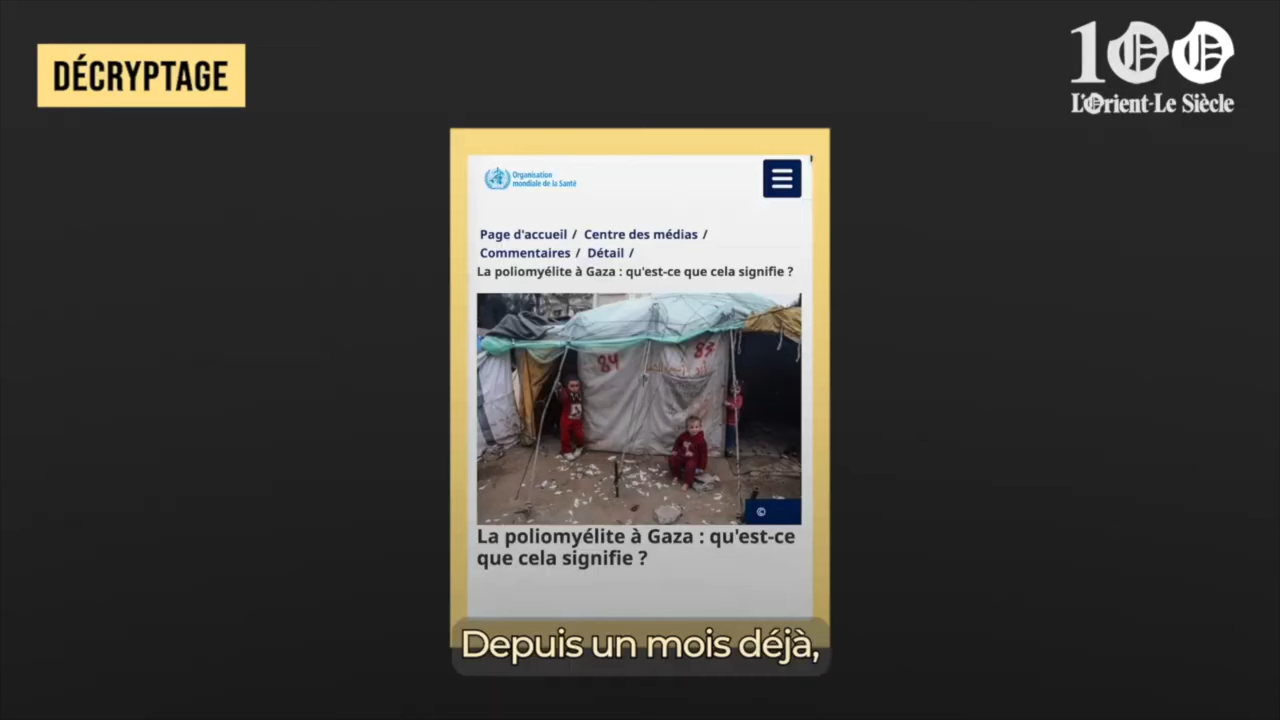 DÉCRYPTAGE
100
L'Orient-Le Siècle
Organisation
mondiale de la Santé
Page d'accueil / Centre des médias /
Commentaires / Détail /
La poliomyélite à Gaza : qu'est-ce que cela signifie ?
84
83
©
La poliomyélite à Gaza : qu'est-ce
que cela signifie ?
Depuis un mois déjà,